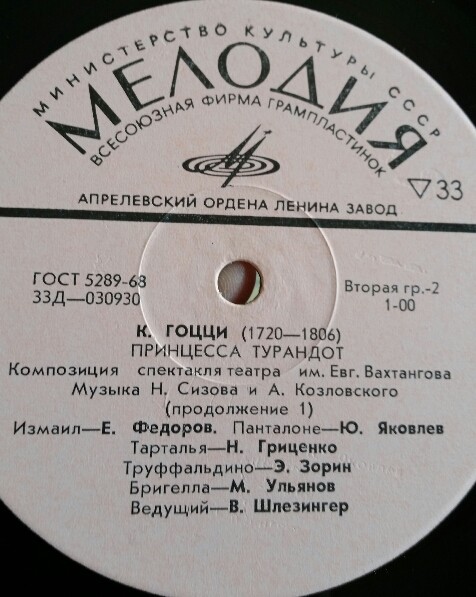 МИНИСТЕРСТВО КУЛЬТУРЫ СССР
МЕЛОДИЯ
ВСЕСОЮЗНАЯ ФИРМА ГРАМПЛАСТИНОК
▽33
АПРЕЛЕВСКИЙ ОРДЕНА ЛЕНИНА ЗАВОД
ГОСТ 5289-68
33Д—030930
Вторая гр.-2
1-00
К. ГОЦЦИ (1720—1806)
ПРИНЦЕССА ТУРАНДОТ
Композиция спектакля театра им. Евг. Вахтангова
Музыка Н. Сизова и А. Козловского
(продолжение 1)
Измаил—Е. Федоров. Панталоне—Ю. Яковлев
Тарталья—Н. Гриценко
Труффальдино—Э. Зорин
Бригелла—М. Ульянов
Ведущий—В. Шлезингер